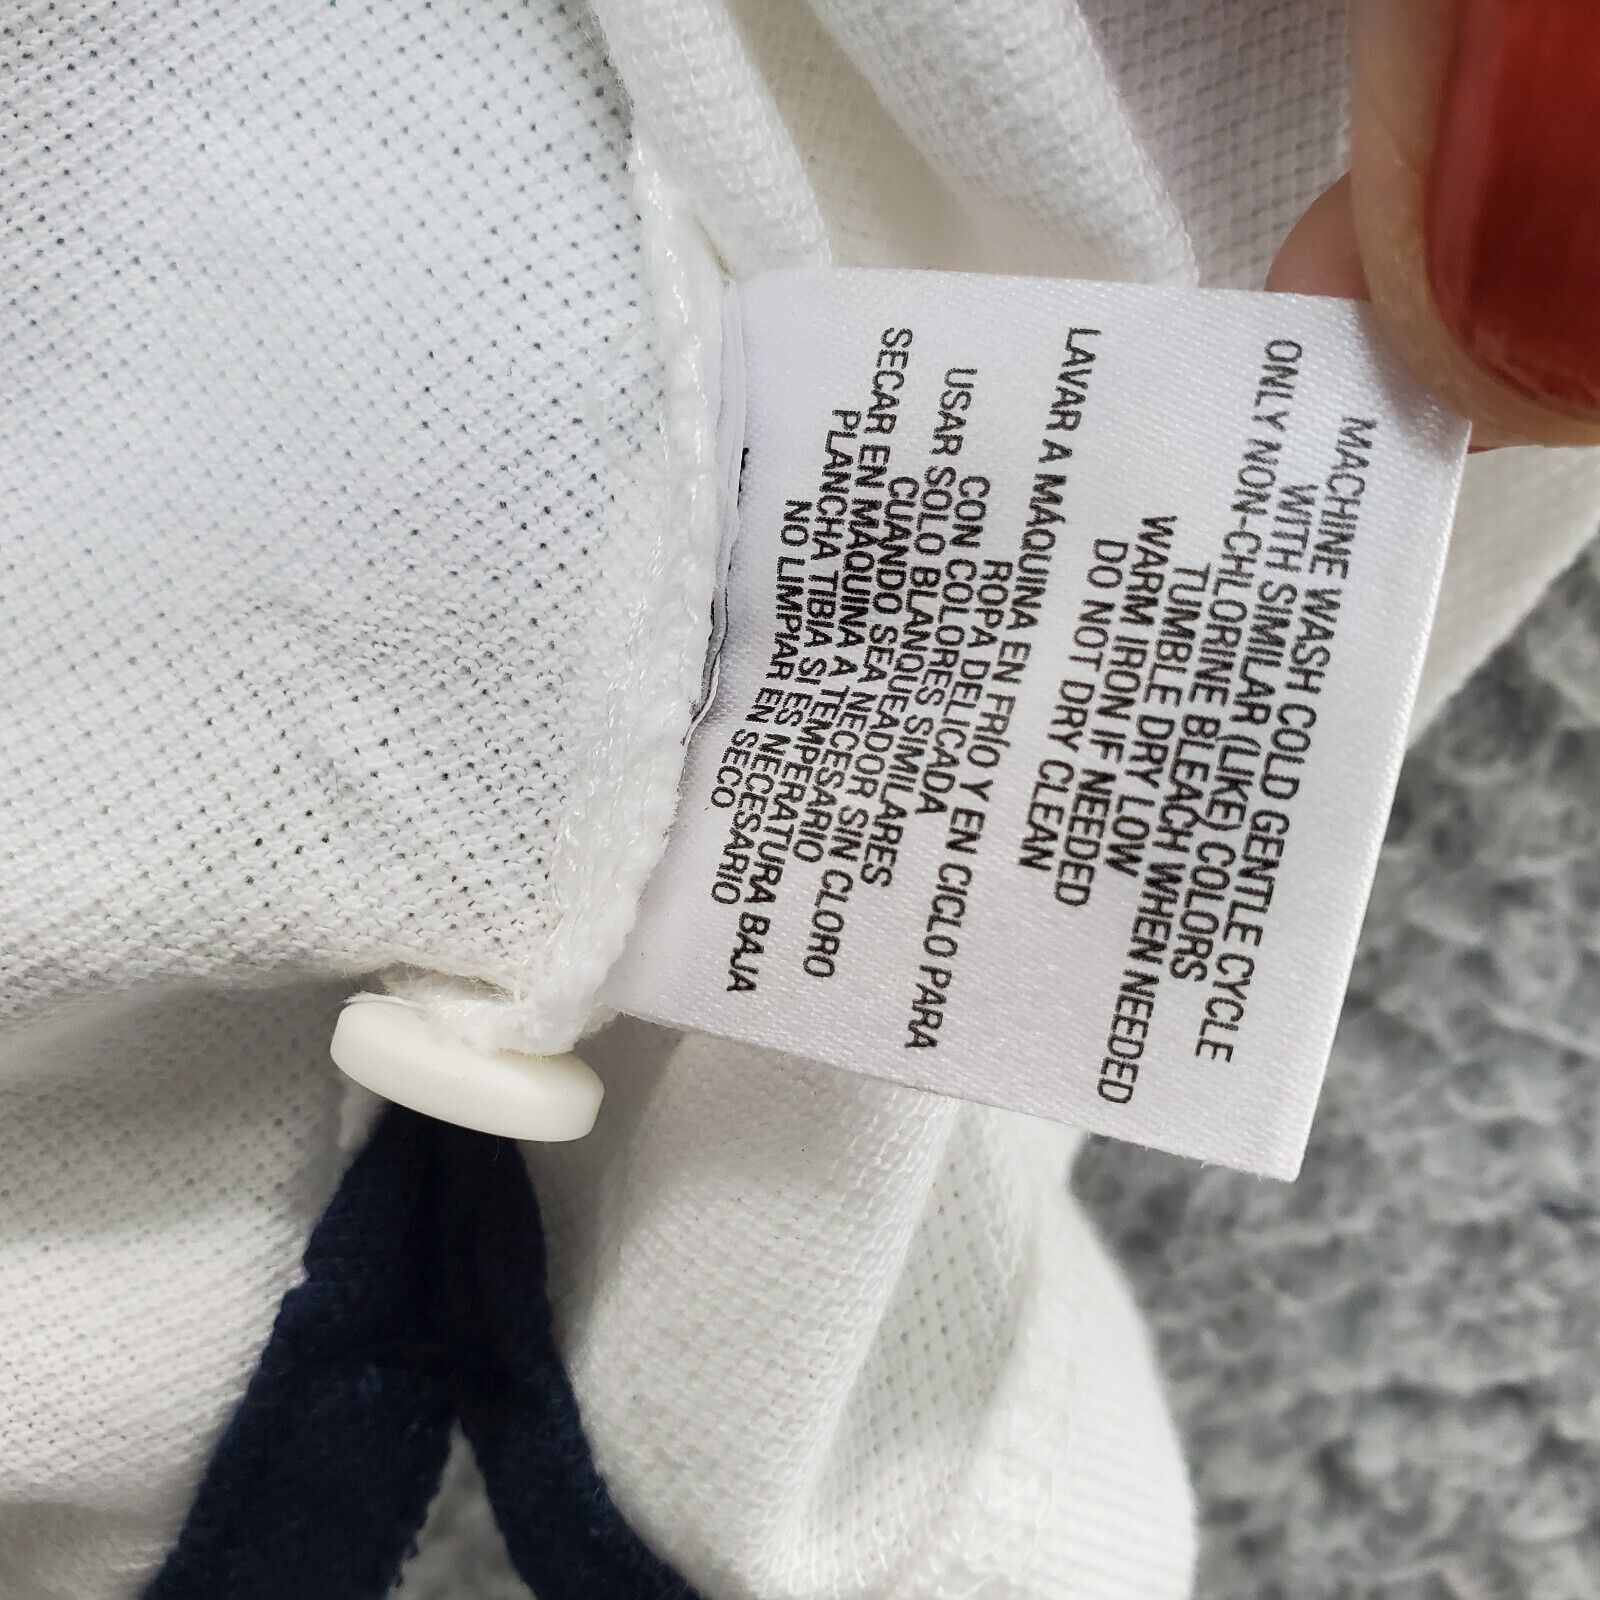 MACHINE WASH COLD GENTLE CYCLE
WITH SIMILAR (LIKE) COLORS
ONLY NON-CHLORINE BLEACH WHEN NEEDED
TUMBLE DRY LOW
WARM IRON IF NEEDED
DO NOT DRY CLEAN
LAVAR A MÁQUINA EN FRÍO Y EN CICLO PARA
ROPA DELICADA
CON COLORES SIMILARES
USAR SOLO BLANQUEADOR SIN CLORO
CUANDO SEA NECESARIO
SECAR EN MÁQUINA A TEMPERATURA BAJA
PLANCHA TIBIA SI ES NECESARIO
NO LIMPIAR EN SECO